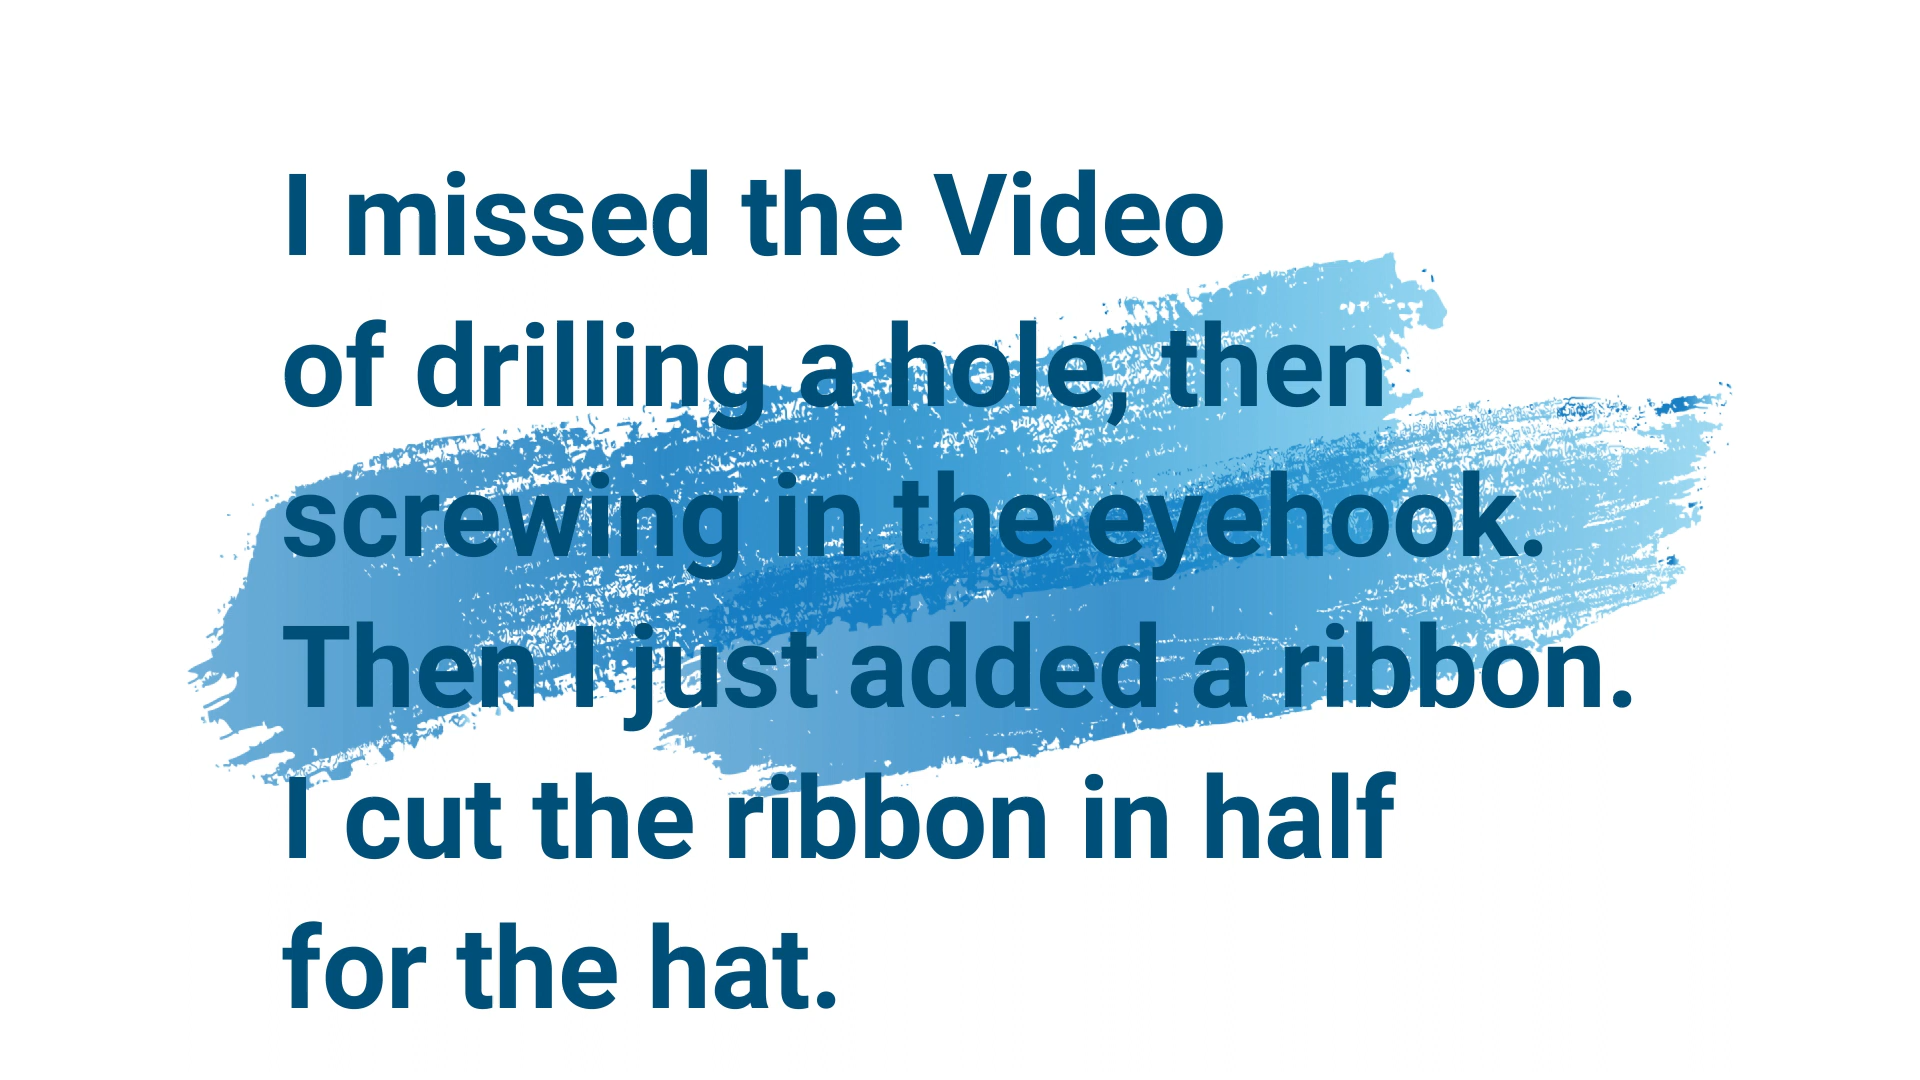 I missed the Video
of drilling a hole, then
screwing in the eyehook.
Then I just added a ribbon.
I cut the ribbon in half
for the hat.